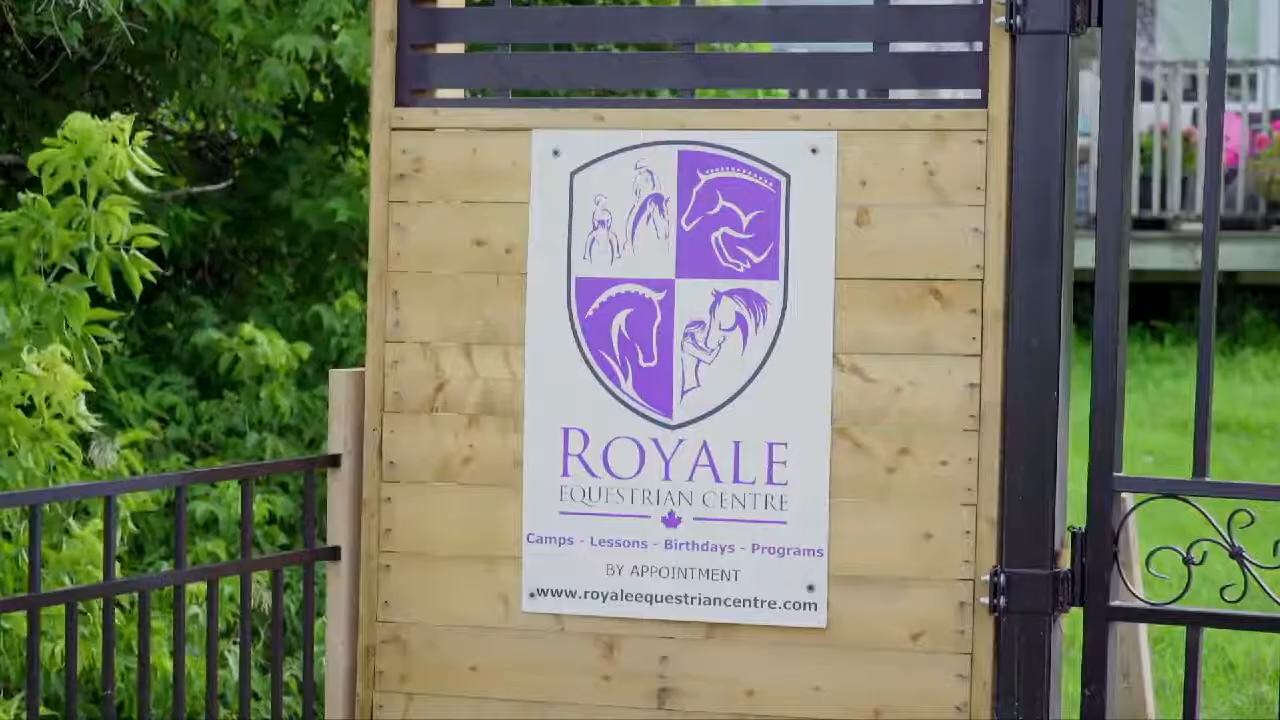 ROYALE
EQUESTRIAN CENTRE
Camps - Lessons - Birthdays - Programs
BY APPOINTMENT
www.royaleequestriancentre.com